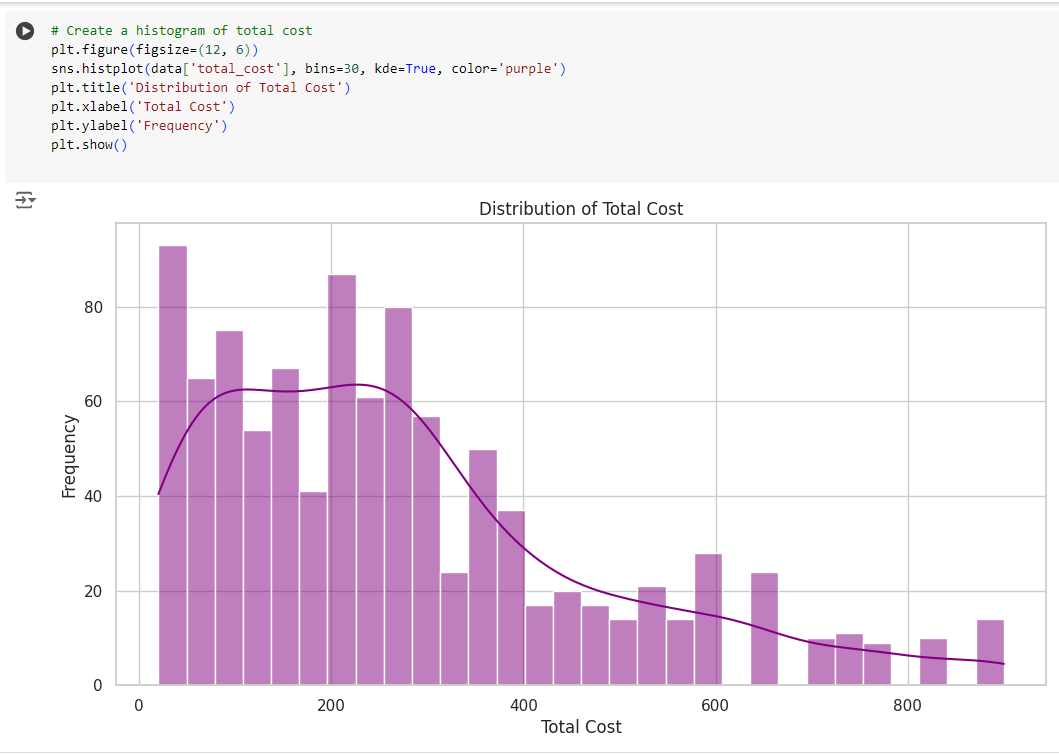 # Create a histogram of total cost
plt.figure(figsize=(12, 6))
sns.histplot(data['total_cost'], bins=30, kde=True, color='purple')
plt.title('Distribution of Total Cost')
plt.xlabel('Total Cost')
plt.ylabel('Frequency')
plt.show()
Distribution of Total Cost
Frequency
80
60
40
20
0
0 200 400 600 800
Total Cost